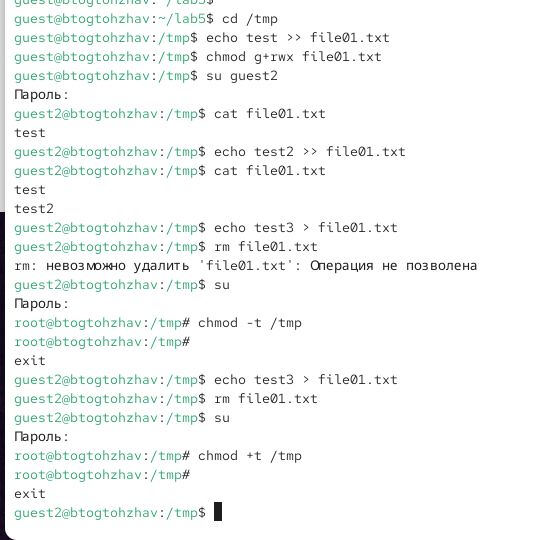 guest@btogtohzhav:~/lab5$
guest@btogtohzhav:~/lab5$ cd /tmp
guest@btogtohzhav:/tmp$ echo test >> file01.txt
guest@btogtohzhav:/tmp$ chmod g+rwx file01.txt
guest@btogtohzhav:/tmp$ su guest2
Пароль:
guest2@btogtohzhav:/tmp$ cat file01.txt
test
guest2@btogtohzhav:/tmp$ echo test2 >> file01.txt
guest2@btogtohzhav:/tmp$ cat file01.txt
test
test2
guest2@btogtohzhav:/tmp$ echo test3 > file01.txt
guest2@btogtohzhav:/tmp$ rm file01.txt
rm: невозможно удалить 'file01.txt': Операция не позволена
guest2@btogtohzhav:/tmp$ su
Пароль:
root@btogtohzhav:/tmp# chmod -t /tmp
root@btogtohzhav:/tmp#
exit
guest2@btogtohzhav:/tmp$ echo test3 > file01.txt
guest2@btogtohzhav:/tmp$ rm file01.txt
guest2@btogtohzhav:/tmp$ su
Пароль:
root@btogtohzhav:/tmp# chmod +t /tmp
root@btogtohzhav:/tmp#
exit
guest2@btogtohzhav:/tmp$